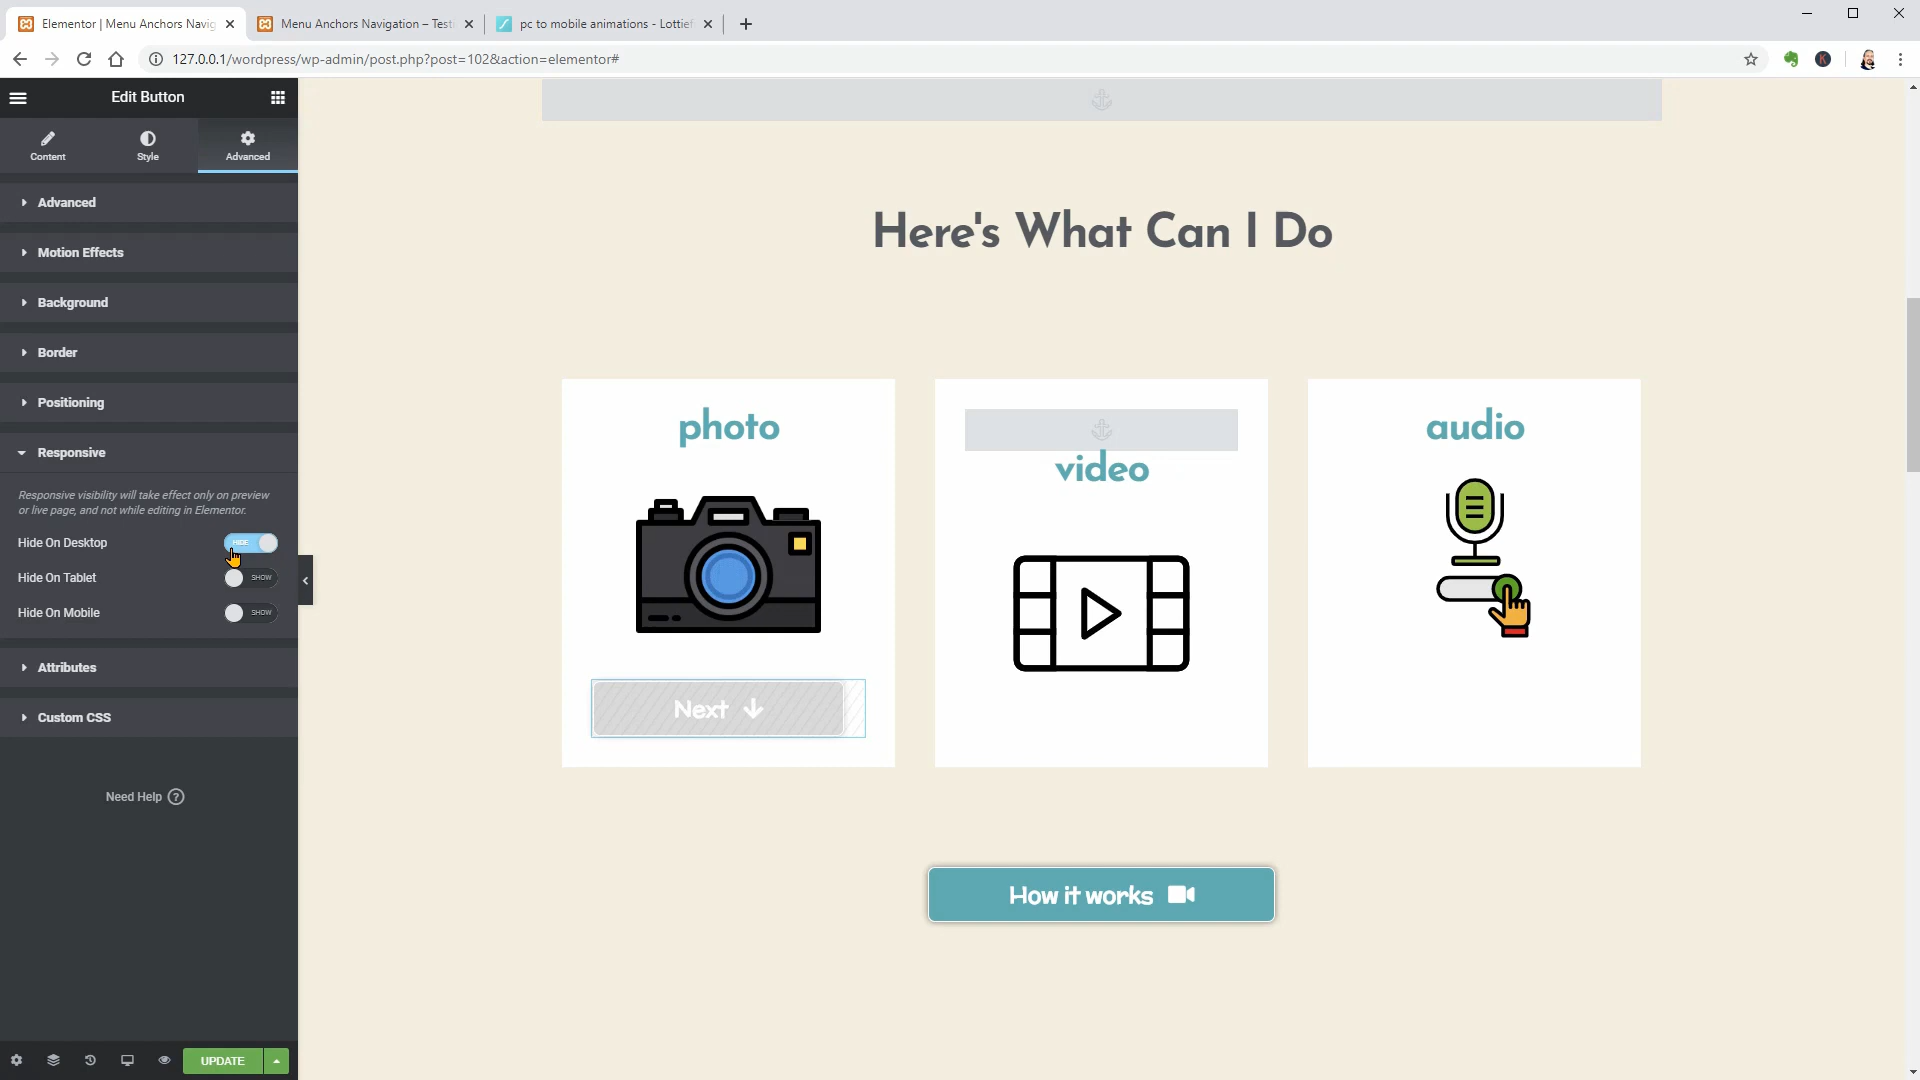 Elementor | Menu Anchors Navig
Menu Anchors Navigation – Test
pc to mobile animations - Lottief
127.0.0.1/wordpress/wp-admin/post.php?post=102&action=elementor#
K
Edit Button
Content
Style
Advanced
Advanced
Motion Effects
Background
Border
Positioning
Responsive
Responsive visibility will take effect only on preview
or live page, and not while editing in Elementor.
Hide On Desktop
HIDE
Hide On Tablet
SHOW
Hide On Mobile
SHOW
Attributes
Custom CSS
Need Help ?
UPDATE
Here's What Can I Do
photo
video
audio
Next
How it works